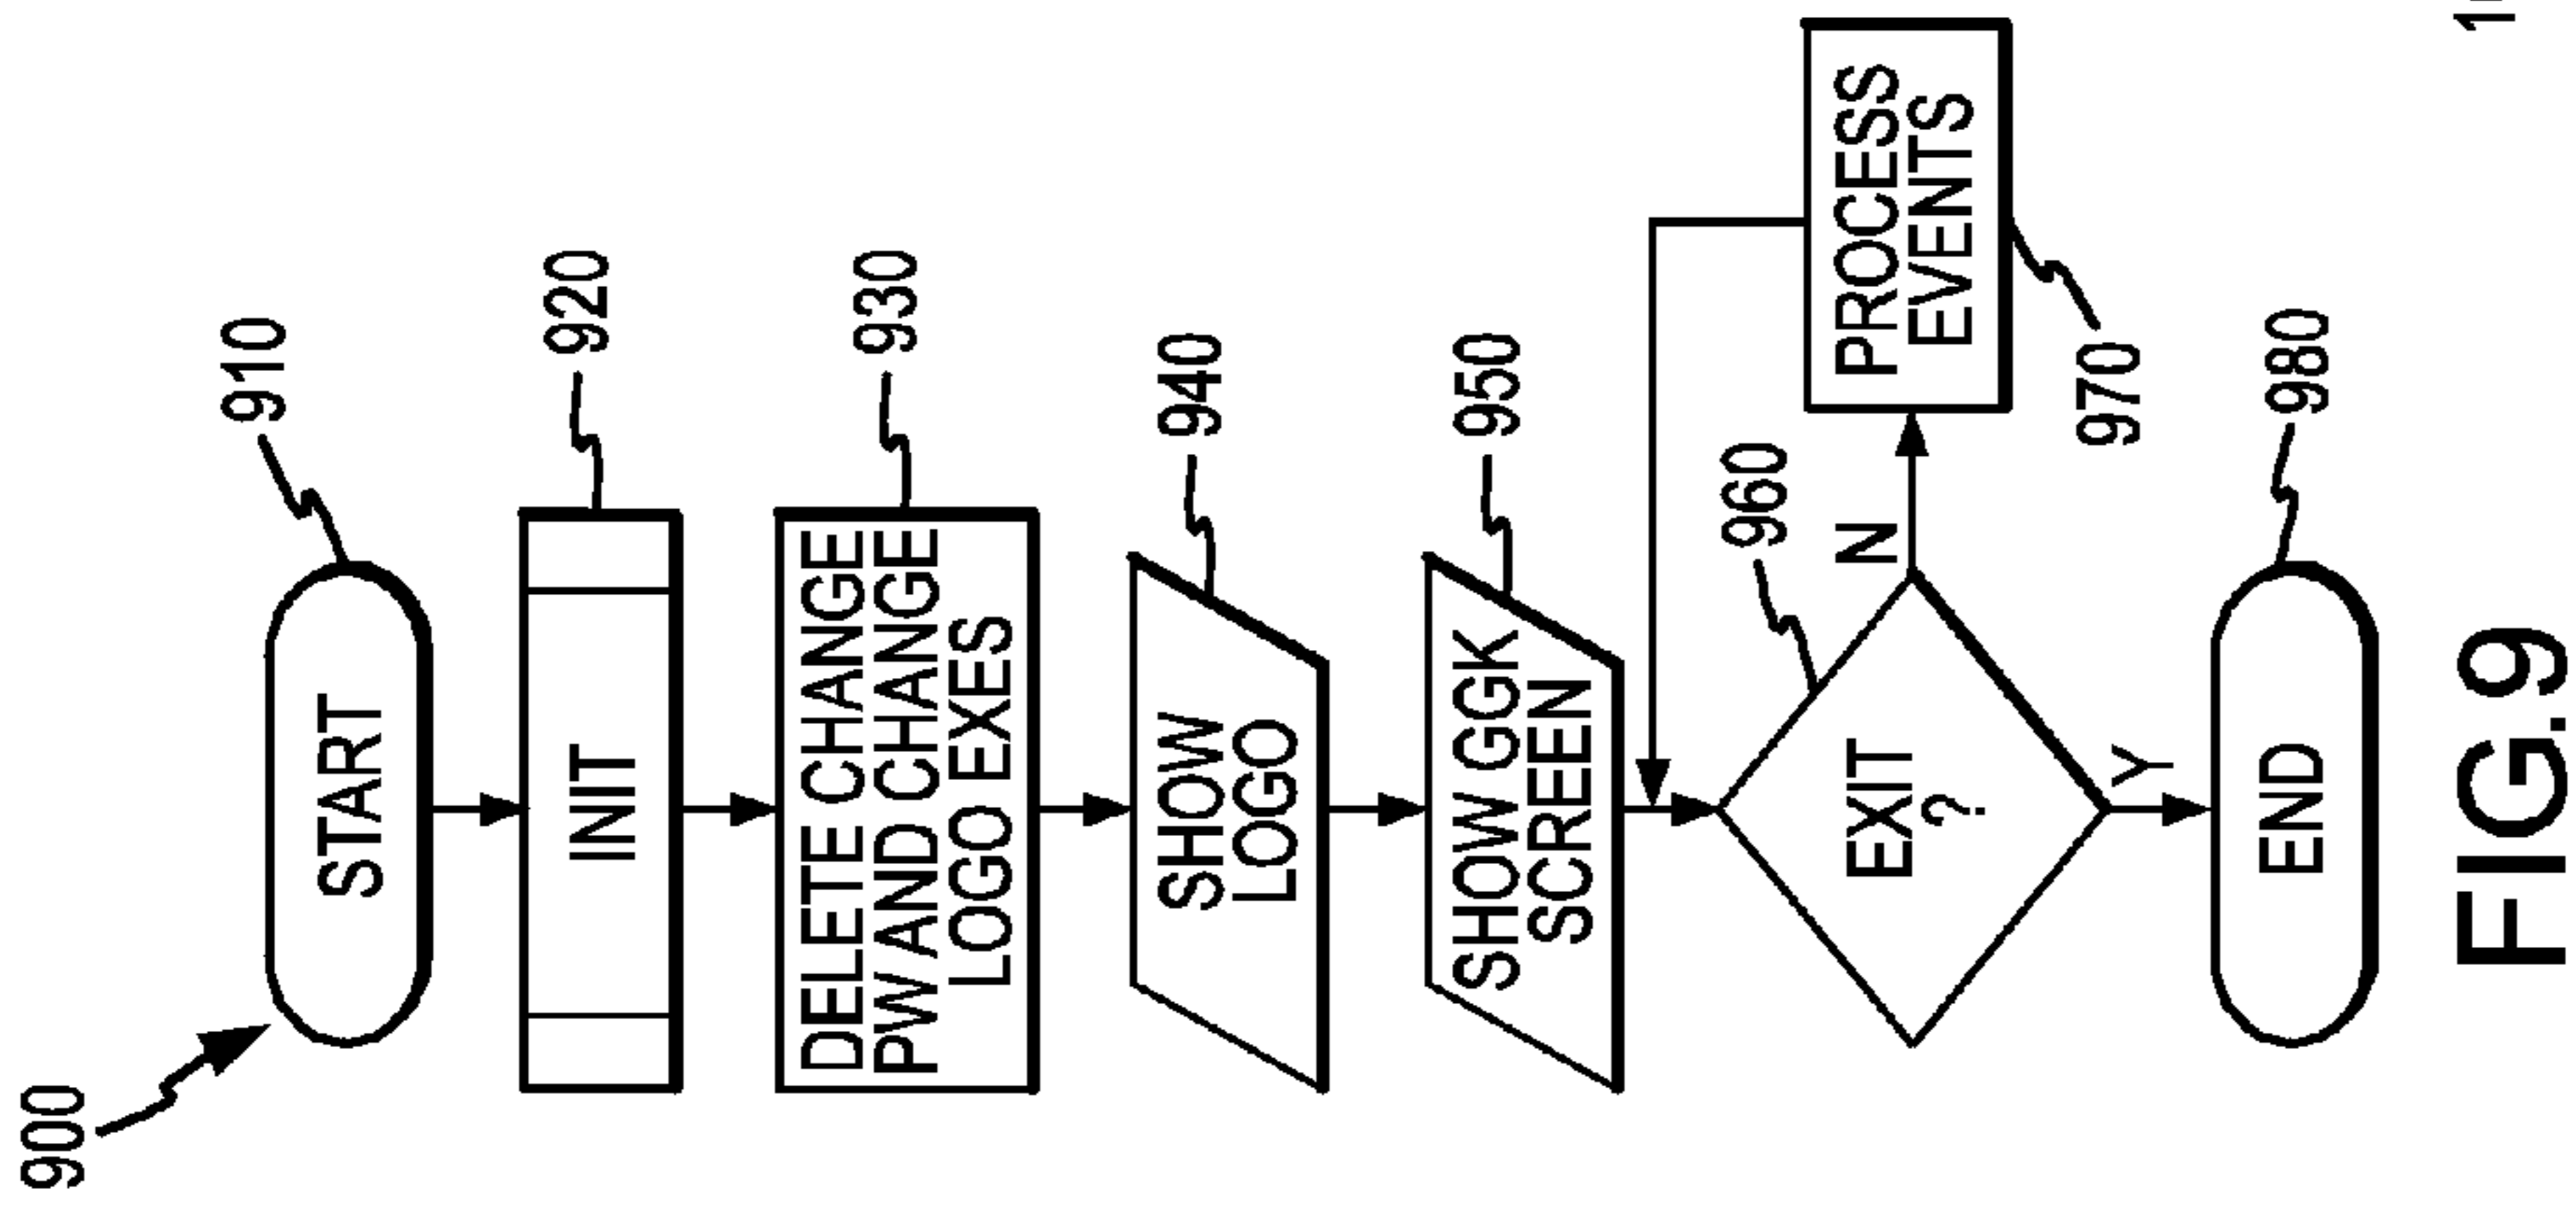 900
910
START
920
INIT
930
DELETE CHANGE
PW AND CHANGE
LOGO EXES
940
SHOW
LOGO
950
SHOW GGK
SCREEN
960
EXIT
?
N
PROCESS
EVENTS
970
Y
980
END
FIG.9